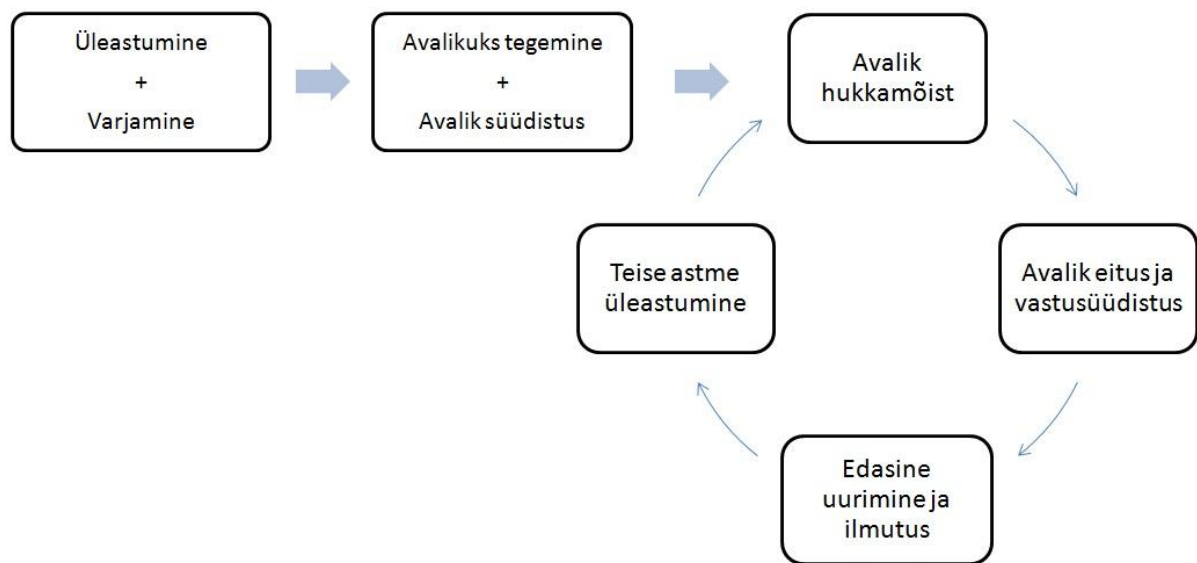 Üleastumine
+
Varjamine
Avalikuks tegemine
+
Avalik süüdistus
Avalik
hukkamõist
Avalik eitus ja
vastusüüdistus
Edasine
uurimine ja
ilmutus
Teise astme
üleastumine